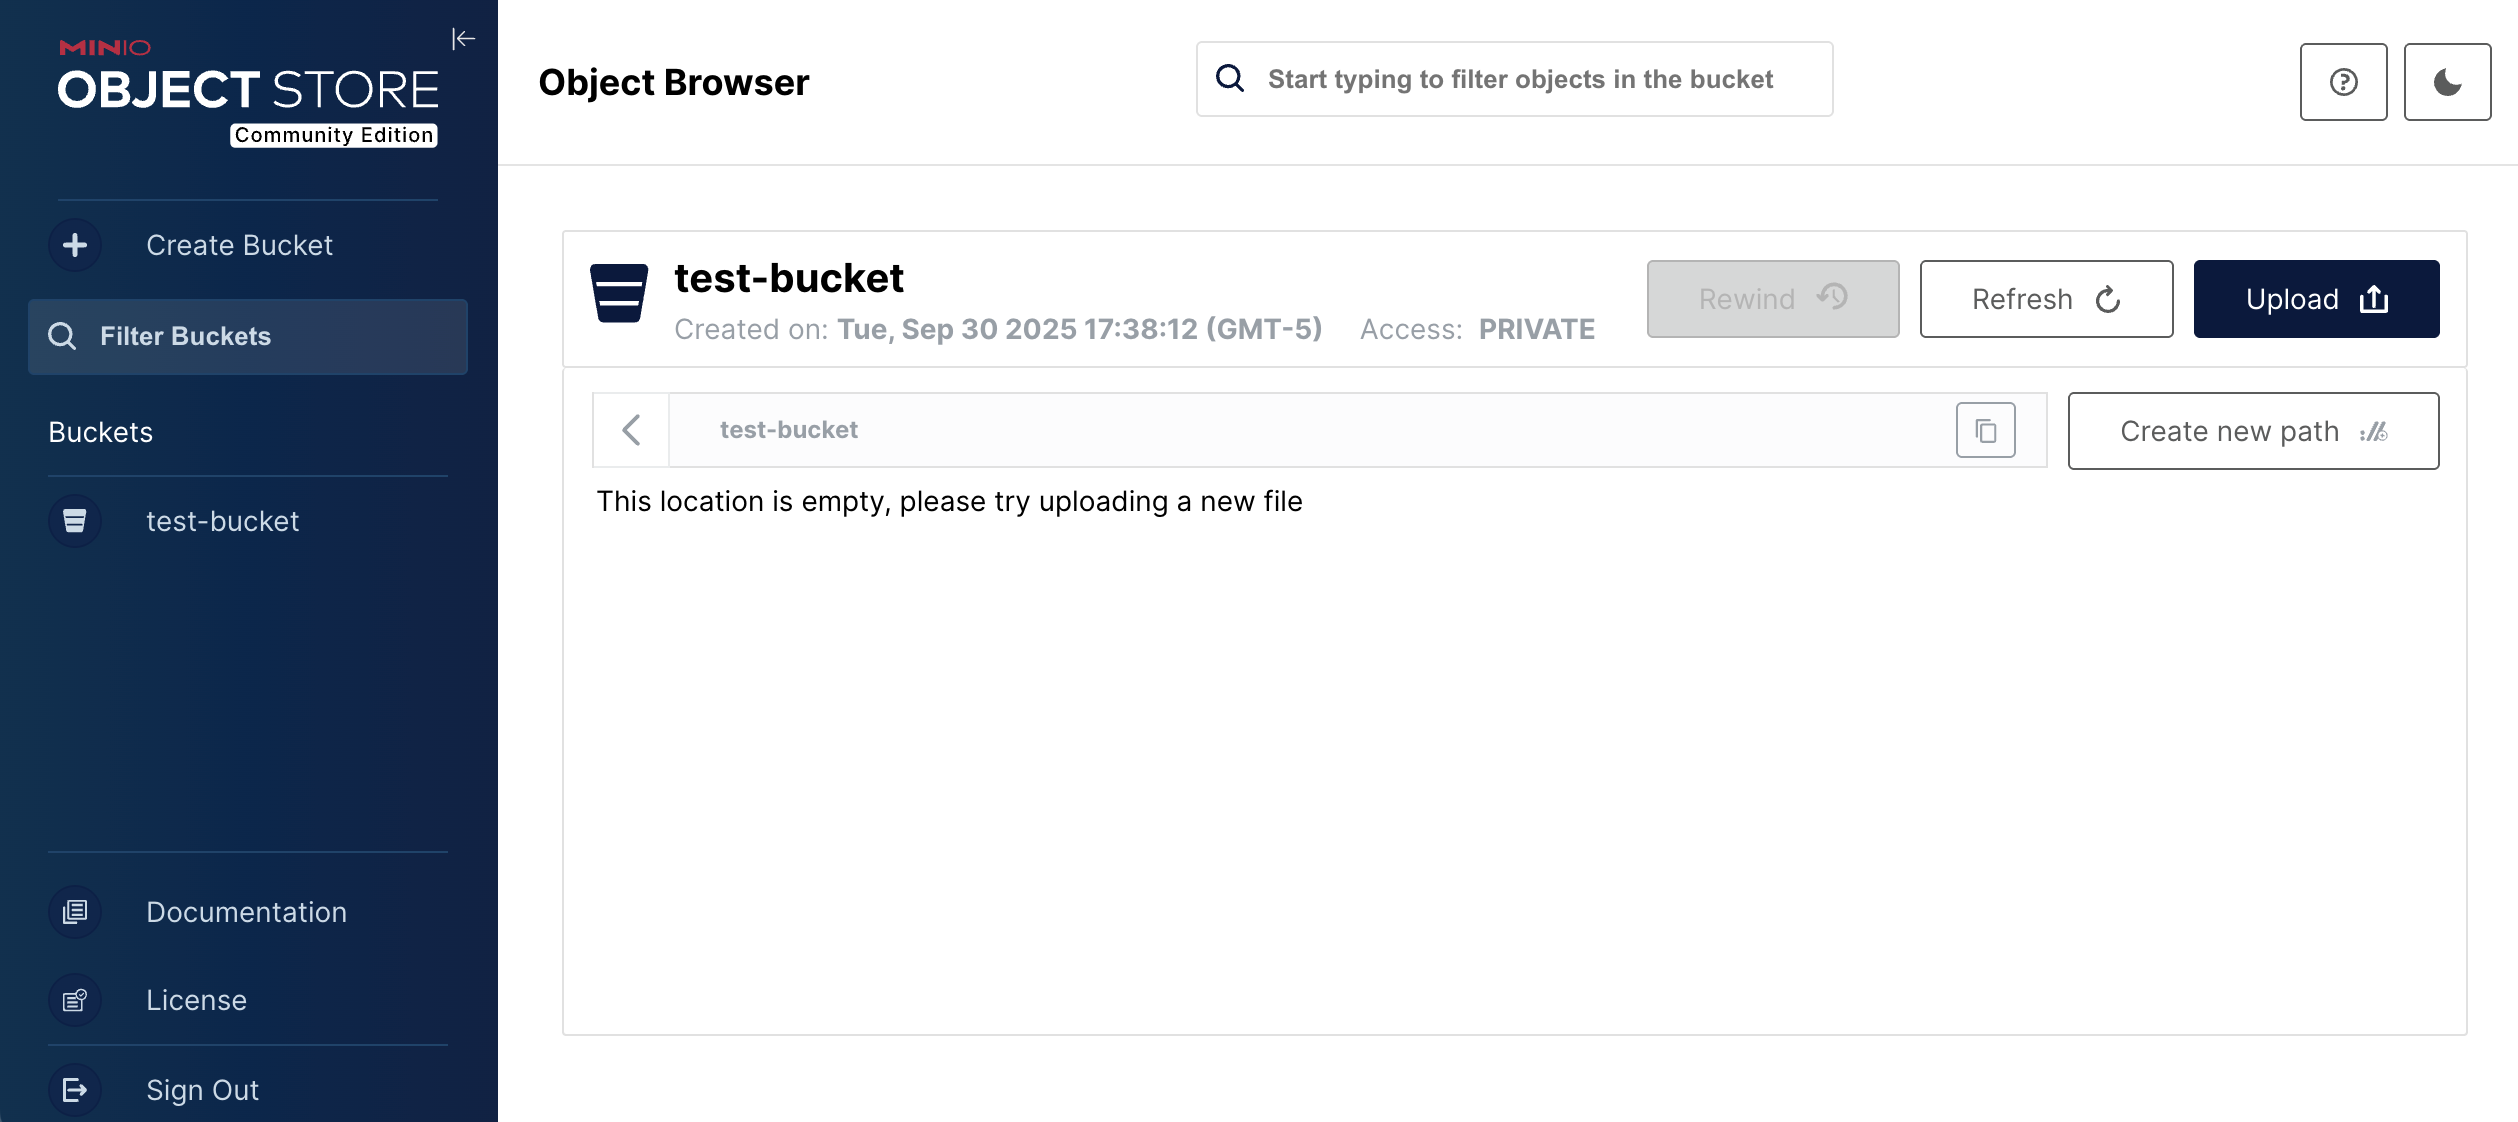 MINIO
OBJECT STORE
Community Edition
Create Bucket
Filter Buckets
Buckets
test-bucket
Documentation
License
Sign Out
Object Browser
Start typing to filter objects in the bucket
test-bucket
Created on: Tue, Sep 30 2025 17:38:12 (GMT-5) Access: PRIVATE
Rewind
Refresh
Upload
test-bucket
Create new path
This location is empty, please try uploading a new file